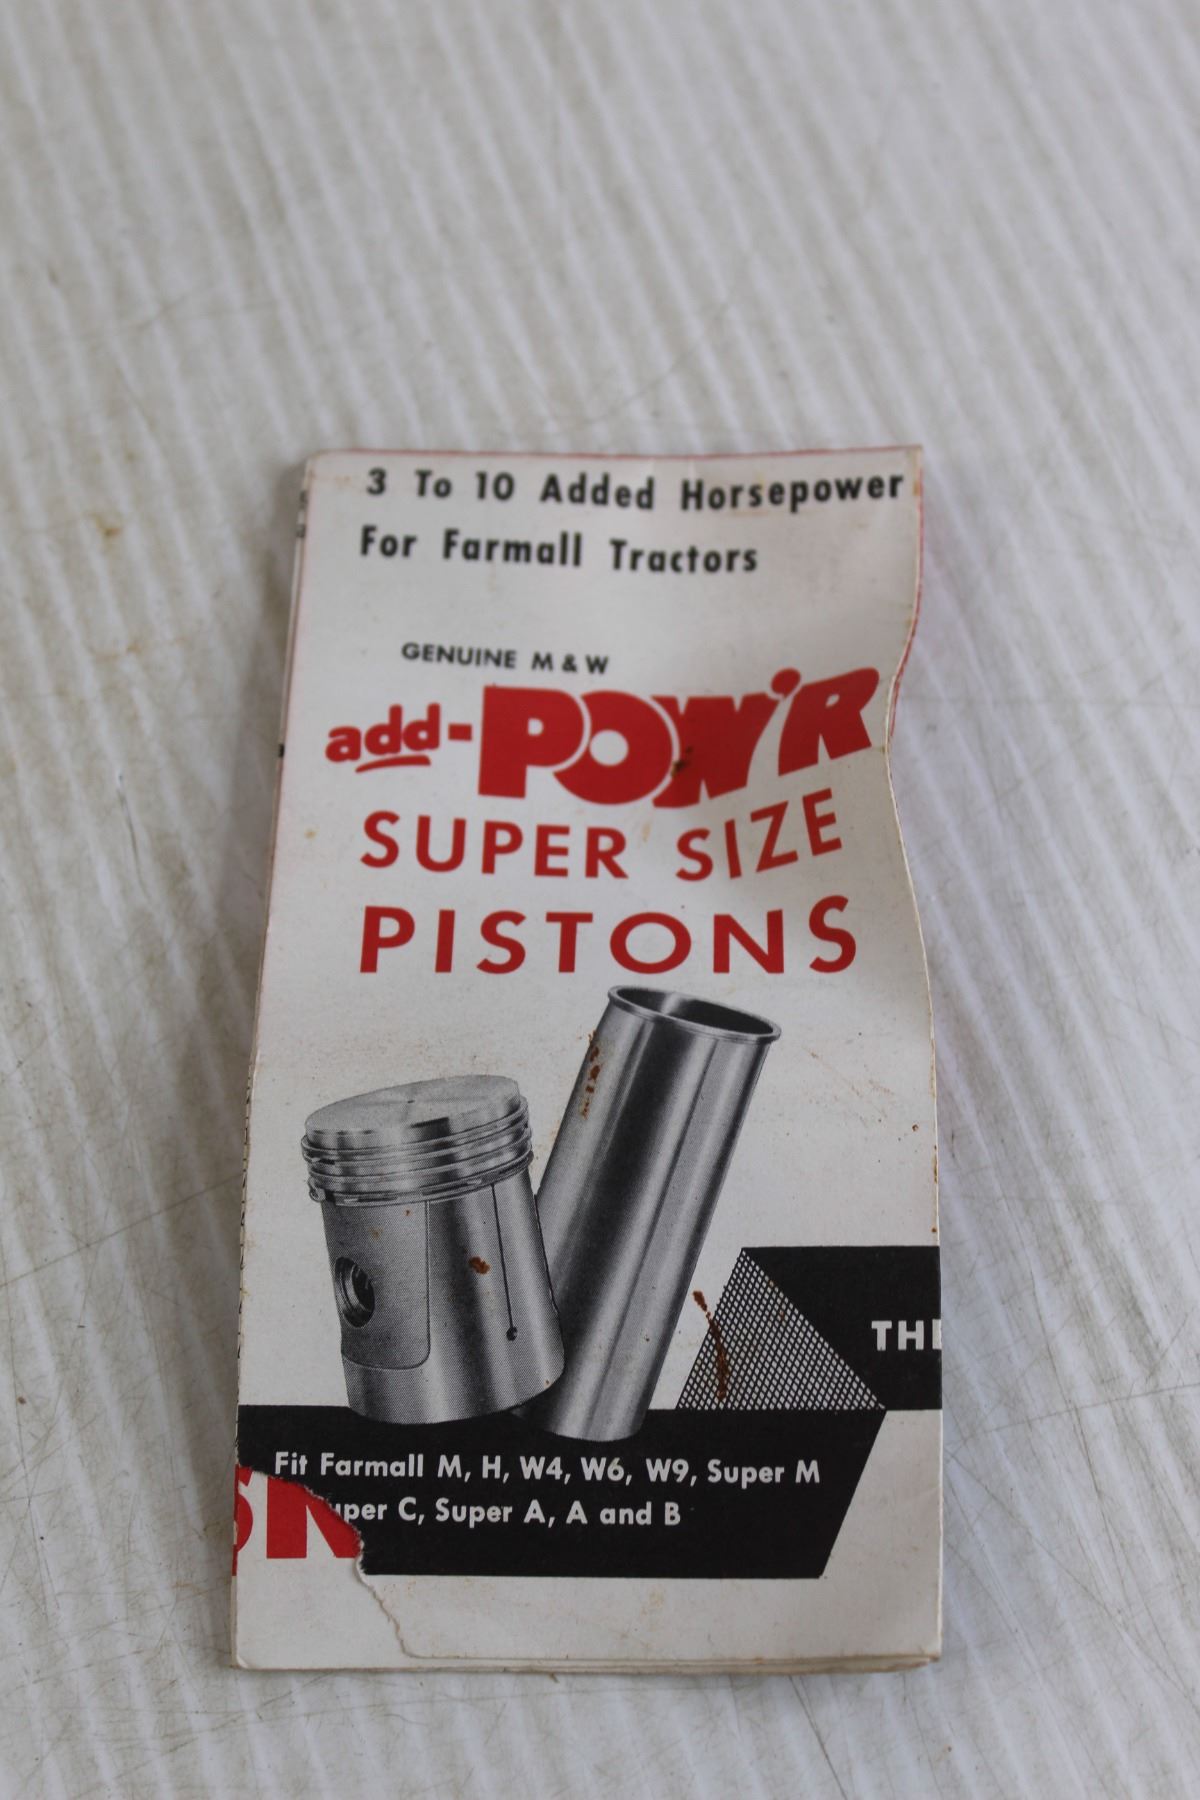 3 To 10 Added Horsepower
For Farmall Tractors
GENUINE M & W
add-POW'R
SUPER SIZE
PISTONS
THE
Fit Farmall M, H, W4, W6, W9, Super M
uper C, Super A, A and B